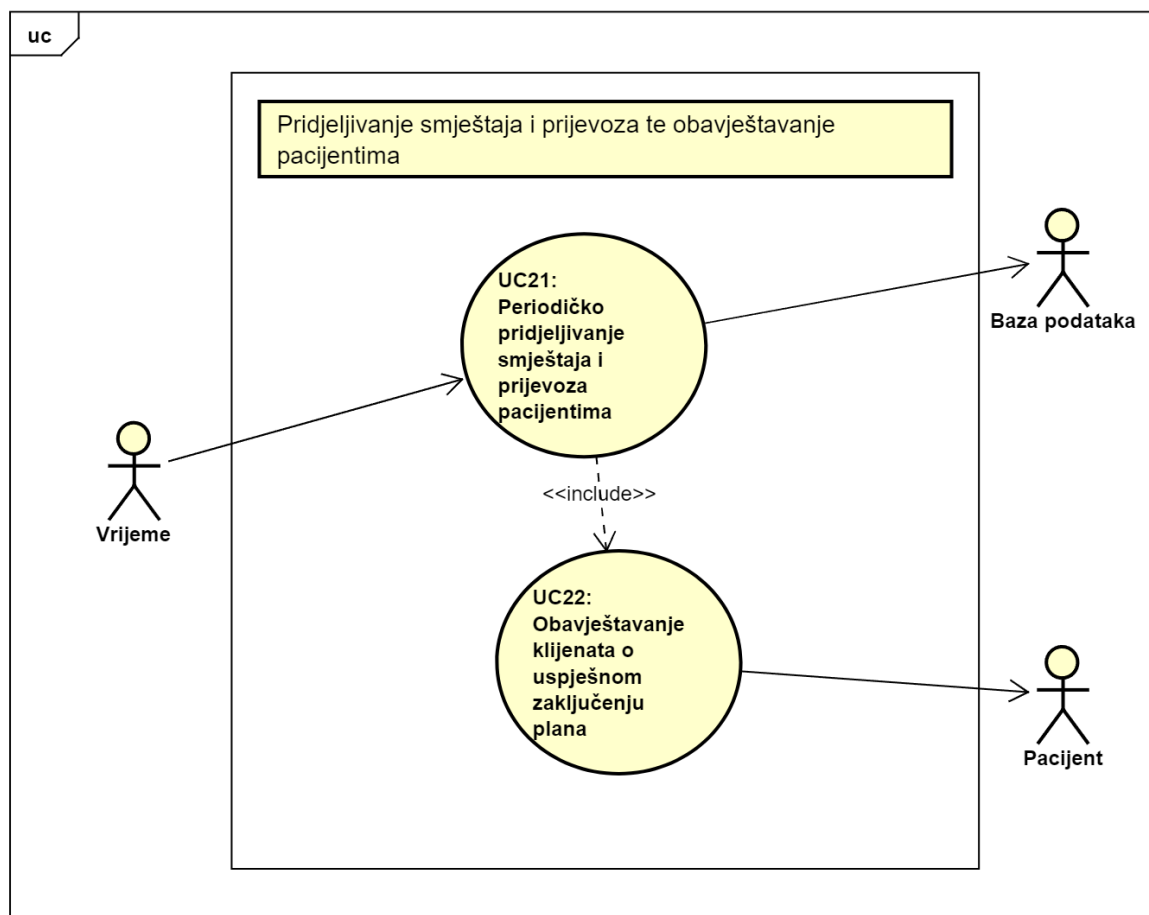 uc
Pridjeljivanje smještaja i prijevoza te obavještavanje
pacijentima
UC21:
Periodičko
pridjeljivanje
smještaja i
prijevoza
pacijentima
Baza podataka
Vrijeme
<<include>>
UC22:
Obavještavanje
klijenata o
uspješnom
zaključenju
plana
Pacijent